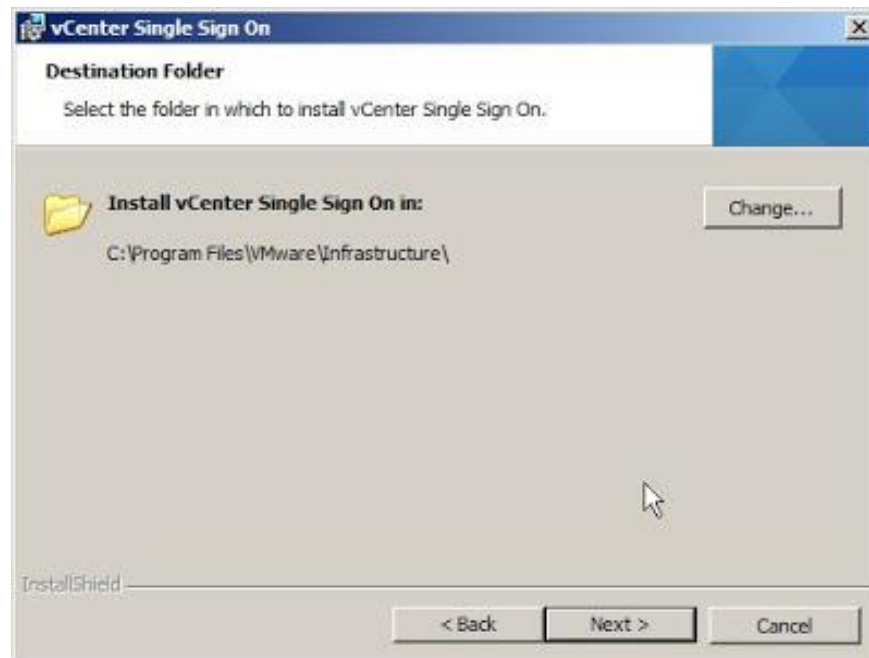 vCenter Single Sign On
Destination Folder
Select the folder in which to install vCenter Single Sign On.
Install vCenter Single Sign On in:
Change...
C:\Program Files\VMware\Infrastructure\
InstallShield
< Back
Next >
Cancel